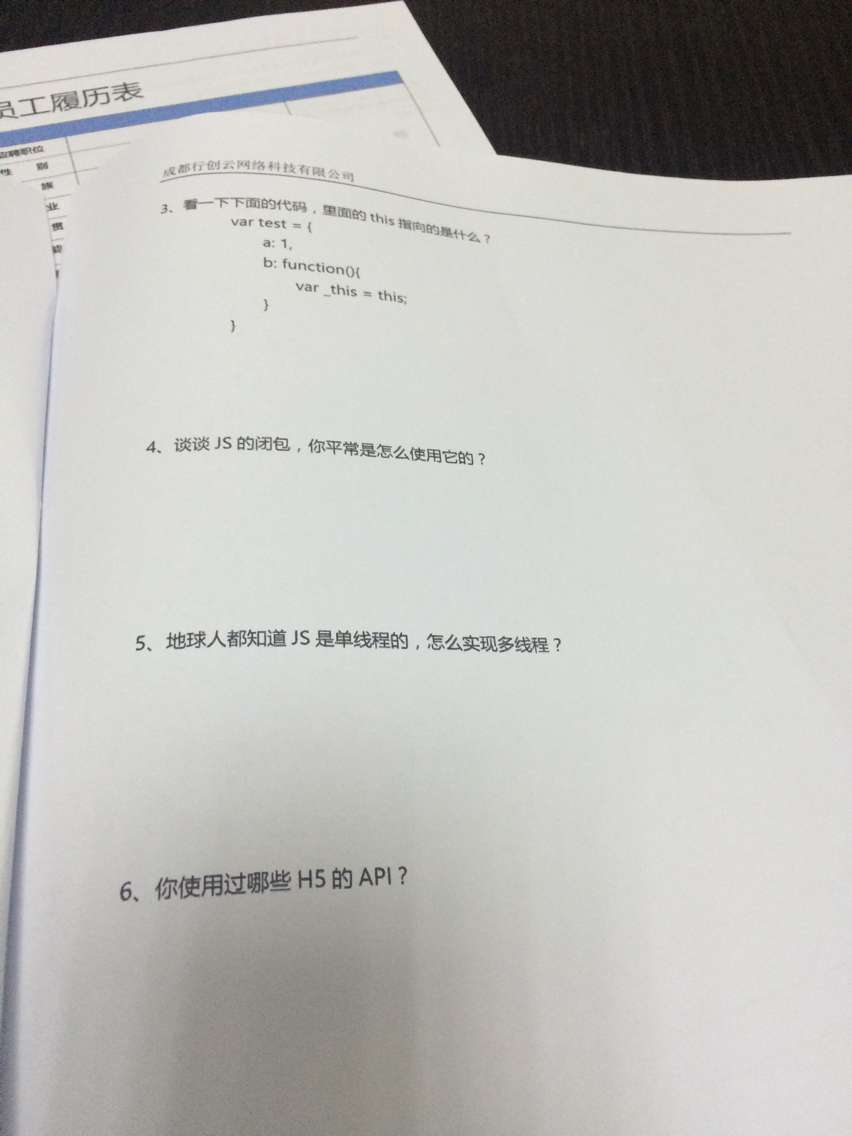 员工履历表
应聘职位
性 别
族
业
成都行创云网络科技有限公司
3、看一下下面的代码，里面的 this 指向的是什么？
var test = {
a: 1,
b: function(){
var _this = this;
}
}
4、谈谈 JS 的闭包，你平常是怎么使用它的？
5、地球人都知道 JS 是单线程的，怎么实现多线程？
6、你使用过哪些 H5 的 API？